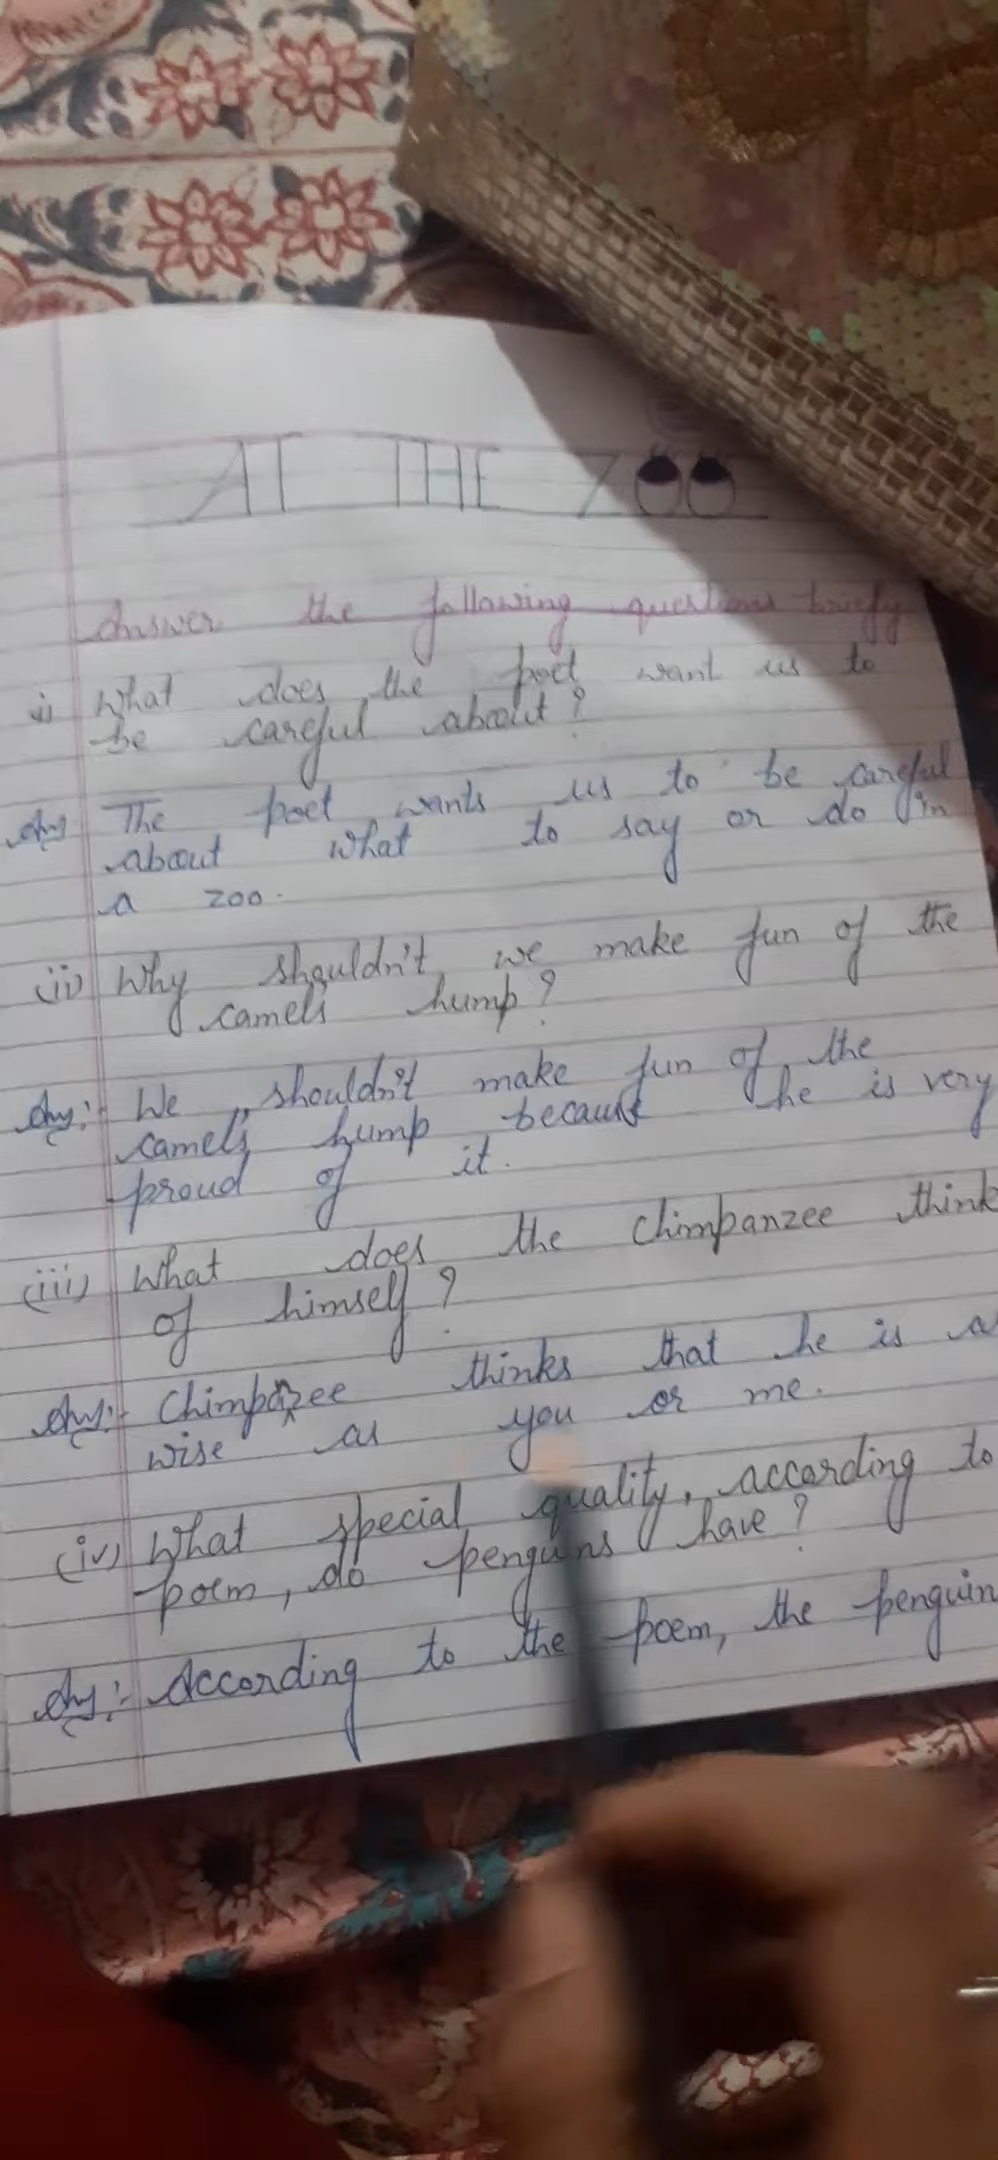 AT THE ZOO
Answer the following questions briefly
i) What does the poet want us to
be careful about?
Ans The poet wants us to be careful
about what to say or do in
a zoo.
(ii) Why shouldn't we make fun of the
camel's hump?
Ans:- We shouldn't make fun of the
camel's hump because he is very
proud of it.
(iii) What does the Chimpanzee think
of himself?
Ans:- Chimpanzee thinks that he is as
wise as you or me.
(iv) What special quality, according to
poem, do penguins have?
Ans:- According to the poem, the penguin